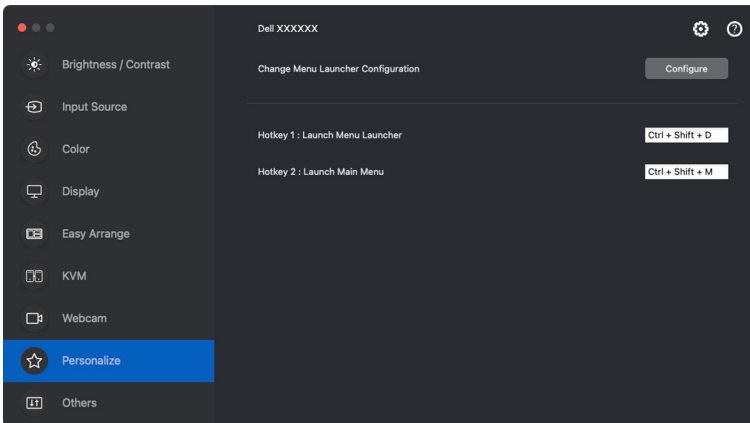 Dell XXXXXX
Brightness / Contrast
Change Menu Launcher Configuration
Configure
Input Source
Hotkey 1 : Launch Menu Launcher
Ctrl + Shift + D
Color
Hotkey 2 : Launch Main Menu
Ctrl + Shift + M
Display
Easy Arrange
KVM
Webcam
Personalize
Others